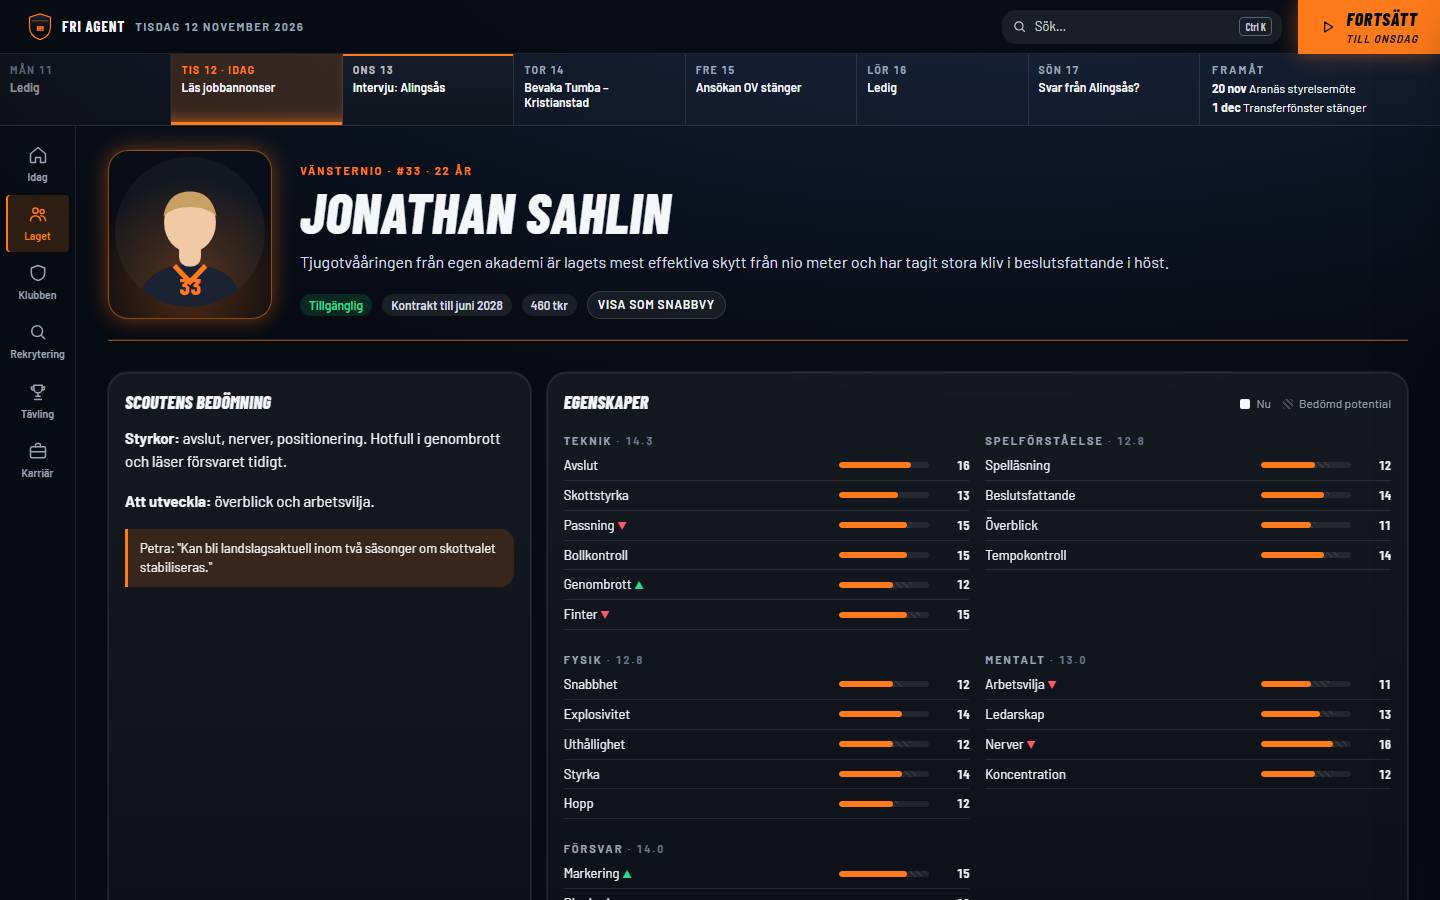 FRI AGENT
TISDAG 12 NOVEMBER 2026
Sök...
Ctrl K
FORTSÄTT
TILL ONSDAG
MÅN 11
Ledig
TIS 12 · IDAG
Läs jobbannonser
ONS 13
Intervju: Alingsås
TOR 14
Bevaka Tumba –
Kristianstad
FRE 15
Ansökan OV stänger
LÖR 16
Ledig
SÖN 17
Svar från Alingsås?
FRAMÅT
20 nov Aranäs styrelsemöte
1 dec Transferfönster stänger
Idag
Laget
Klubben
Rekrytering
Tävling
Karriär
33
VÄNSTERNIO · #33 · 22 ÅR
JONATHAN SAHLIN
Tjugotvååringen från egen akademi är lagets mest effektiva skytt från nio meter och har tagit stora kliv i beslutsfattande i höst.
Tillgänglig
Kontrakt till juni 2028
460 tkr
VISA SOM SNABBVY
SCOUTENS BEDÖMNING
Styrkor: avslut, nerver, positionering. Hotfull i genombrott
och läser försvaret tidigt.
Att utveckla: överblick och arbetsvilja.
Petra: "Kan bli landslagsaktuell inom två säsonger om skottvalet
stabiliseras."
EGENSKAPER
Nu
Bedömd potential
TEKNIK · 14.3
Avslut 16
Skottstyrka 13
Passning ▼ 15
Bollkontroll 15
Genombrott ▲ 12
Finter ▼ 15
SPELFÖRSTÅELSE · 12.8
Spelläsning 12
Beslutsfattande 14
Överblick 11
Tempokontroll 14
FYSIK · 12.8
Snabbhet 12
Explosivitet 14
Uthållighet 12
Styrka 14
Hopp 12
MENTALT · 13.0
Arbetsvilja ▼ 11
Ledarskap 13
Nerver ▼ 16
Koncentration 12
FÖRSVAR · 14.0
Markering ▲ 15